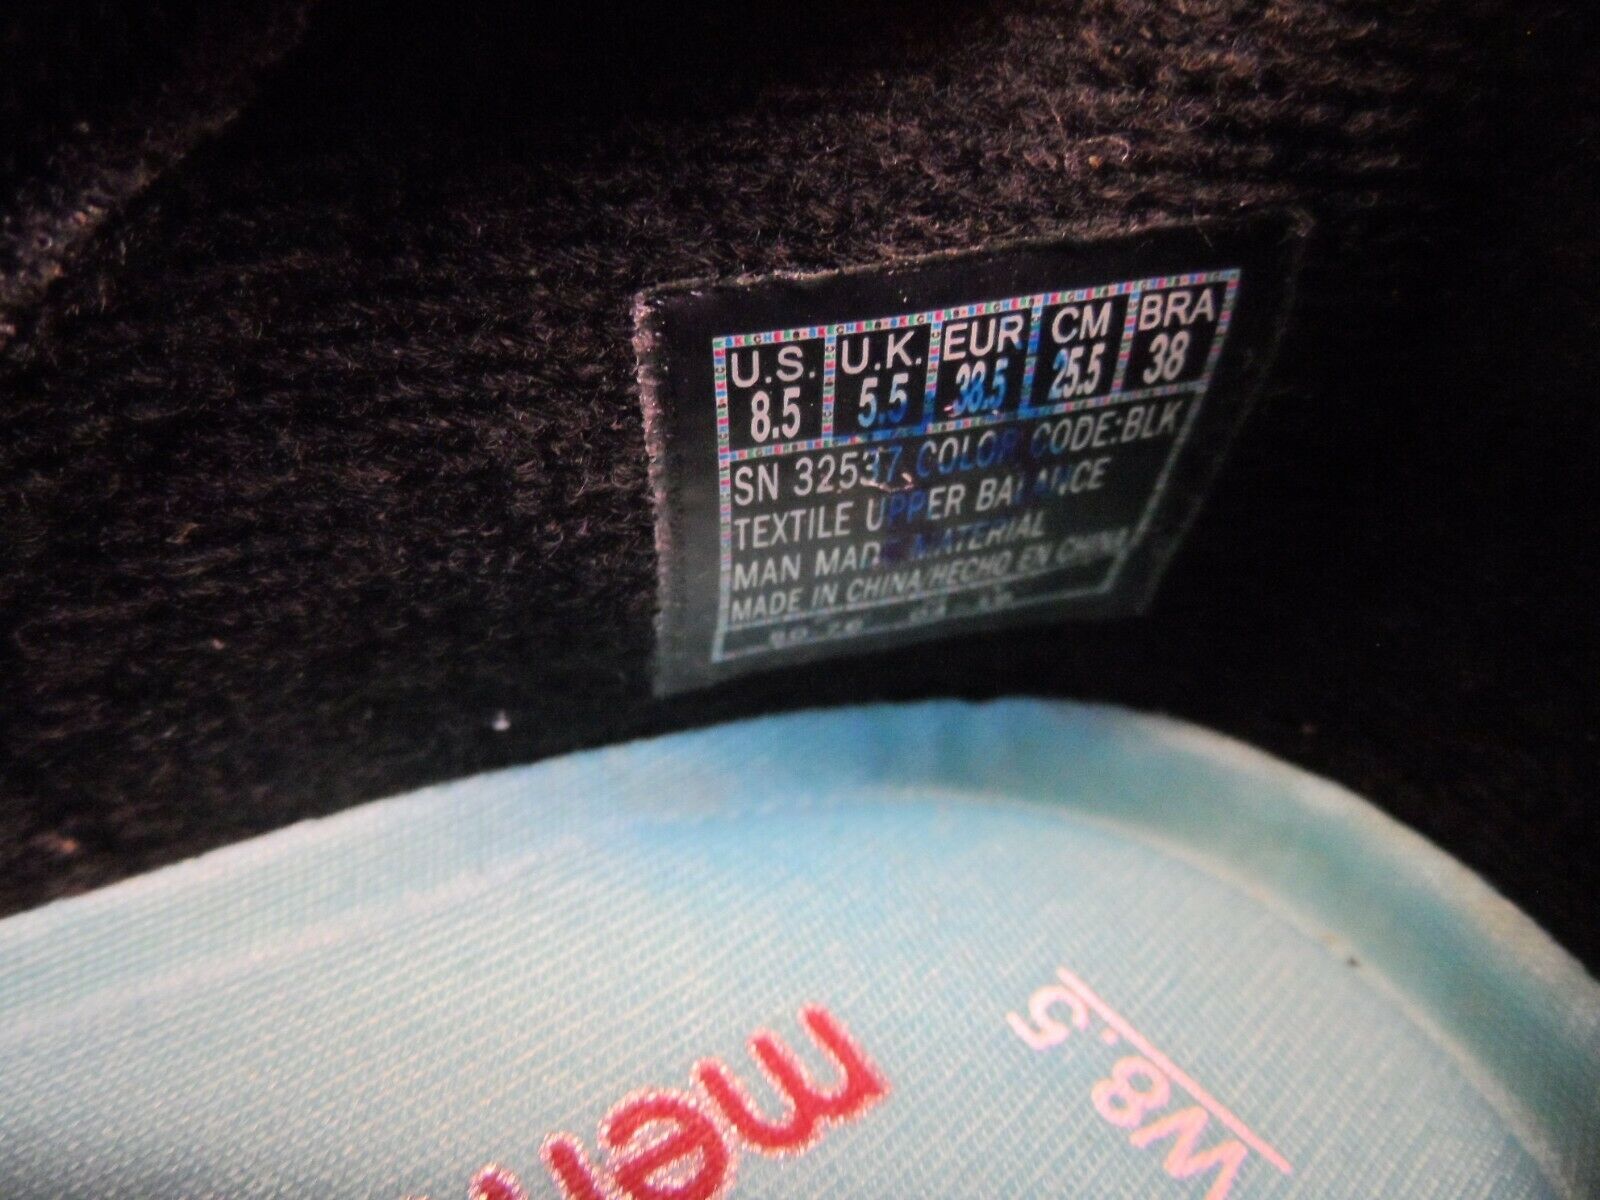 U.S. U.K. EUR CM BRA
8.5 5.5 38.5 25.5 38
SN 32537 COLOR CODE:BLK
TEXTILE UPPER BALANCE
MAN MADE MATERIAL
MADE IN CHINA/HECHO EN CHINA
W8.5